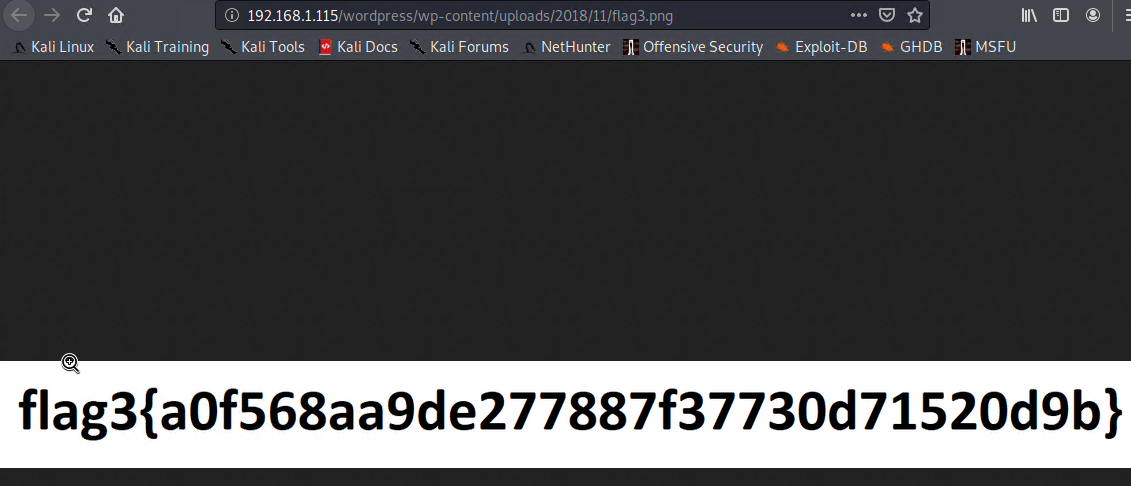 192.168.1.115/wordpress/wp-content/uploads/2018/11/flag3.png
Kali Linux Kali Training Kali Tools Kali Docs Kali Forums NetHunter Offensive Security Exploit-DB GHDB MSFU
flag3{a0f568aa9de277887f37730d71520d9b}